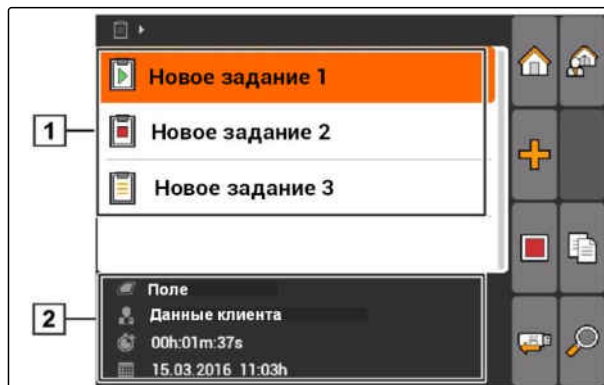 Новое задание 1
1
Новое задание 2
Новое задание 3
Поле
2
Данные клиента
00h:01m:37s
15.03.2016 11:03h